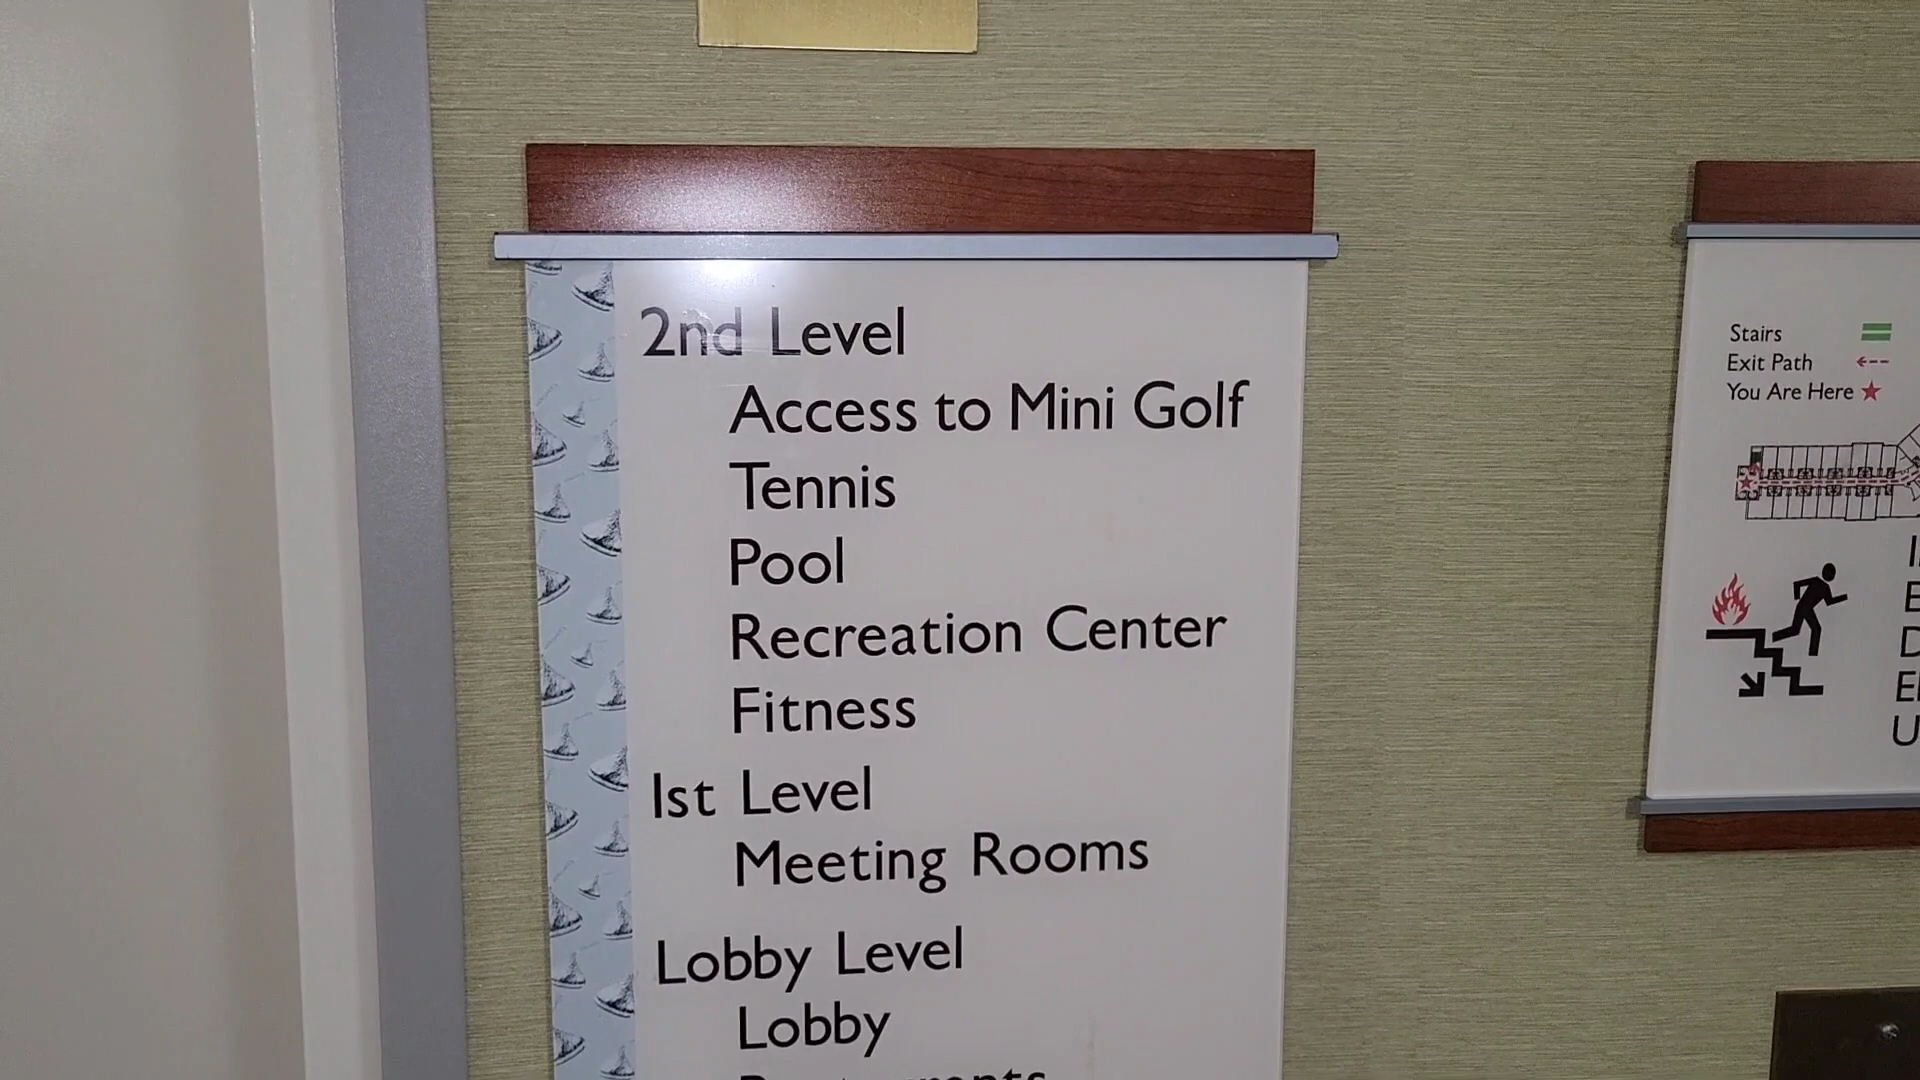 2nd Level
Access to Mini Golf
Tennis
Pool
Recreation Center
Fitness
1st Level
Meeting Rooms
Lobby Level
Lobby
Stairs
Exit Path
You Are Here